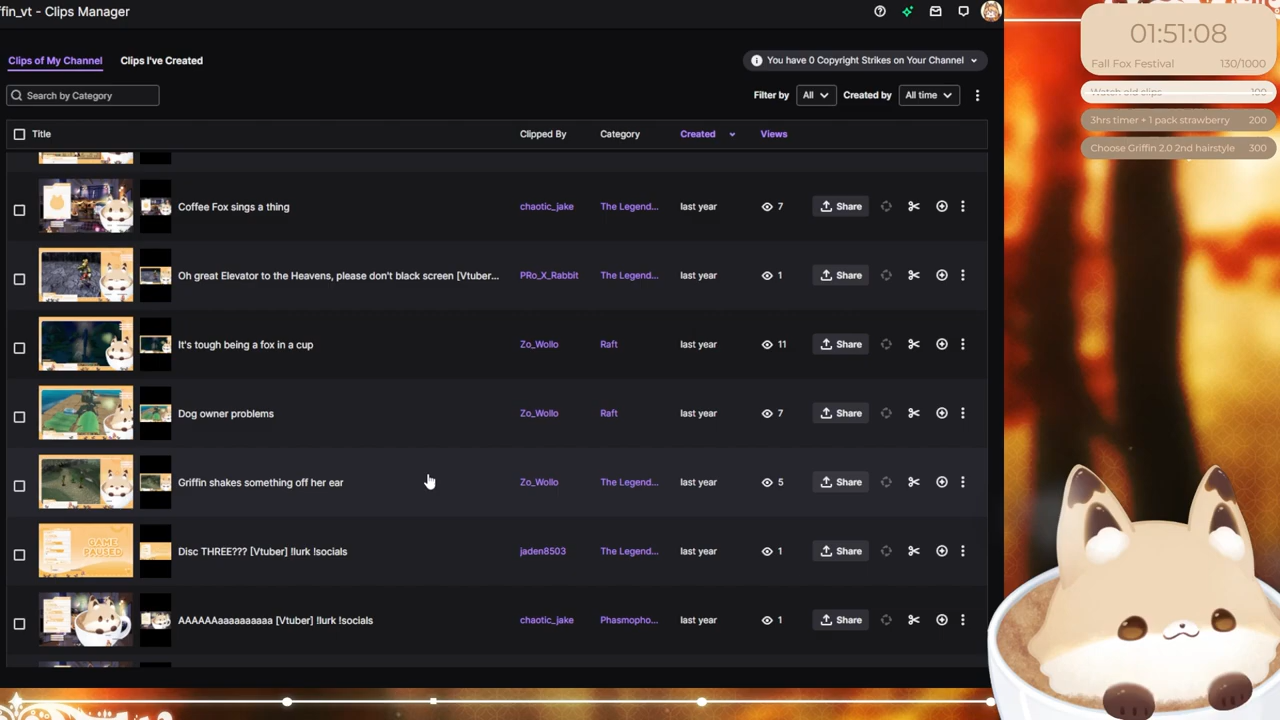 fin_vt - Clips Manager
Clips of My Channel
Clips I've Created
You have 0 Copyright Strikes on Your Channel
Search by Category
Filter by
All
Created by
All time
Title
Clipped By
Category
Created
Views
Coffee Fox sings a thing
chaotic_jake
The Legend...
last year
7
Share
Oh great Elevator to the Heavens, please don't black screen [Vtuber...
PRo_X_Rabbit
The Legend...
last year
1
Share
It's tough being a fox in a cup
Zo_Wollo
Raft
last year
11
Share
Dog owner problems
Zo_Wollo
Raft
last year
7
Share
Griffin shakes something off her ear
Zo_Wollo
The Legend...
last year
5
Share
GAME PAUSED
Disc THREE??? [Vtuber] !lurk !socials
jaden8503
The Legend...
last year
1
Share
AAAAAAaaaaaaaaa [Vtuber] !lurk !socials
chaotic_jake
Phasmopho...
last year
1
Share
01:51:08
Fall Fox Festival 130/1000
Watch old clips 100
3hrs timer + 1 pack strawberry 200
Choose Griffin 2.0 2nd hairstyle 300